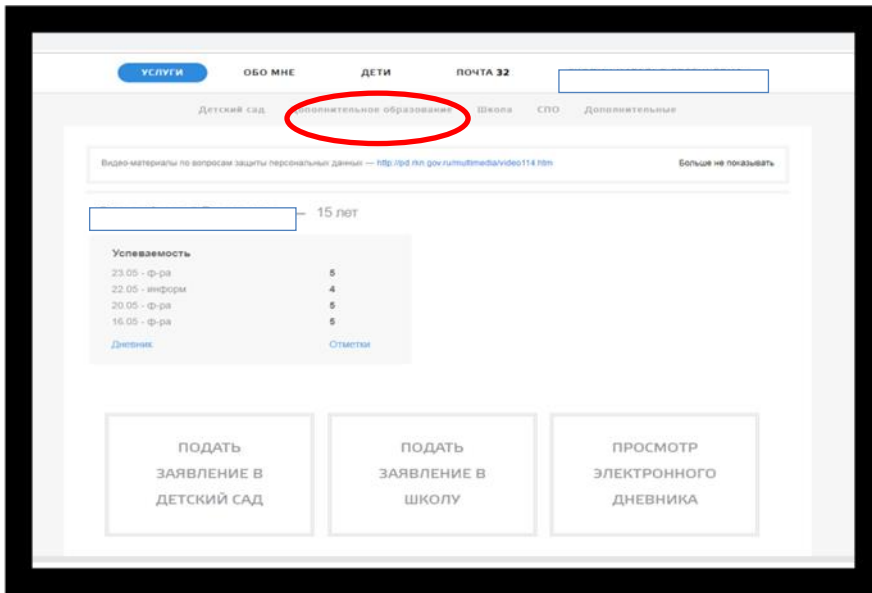 УСЛУГИ ОБО МНЕ ДЕТИ ПОЧТА 32
Детский сад Дополнительное образование Школа СПО Дополнительные
Видео-материалы по вопросам защиты персональных данных — http://pd.rkn.gov.ru/multimedia/video114.htm Больше не показывать
– 15 лет
Успеваемость
23.05 - ф-ра 5
22.05 - информ 4
20.05 - ф-ра 5
16.05 - ф-ра 5
Дневник Отметки
ПОДАТЬ
ЗАЯВЛЕНИЕ В
ДЕТСКИЙ САД
ПОДАТЬ
ЗАЯВЛЕНИЕ В
ШКОЛУ
ПРОСМОТР
ЭЛЕКТРОННОГО
ДНЕВНИКА